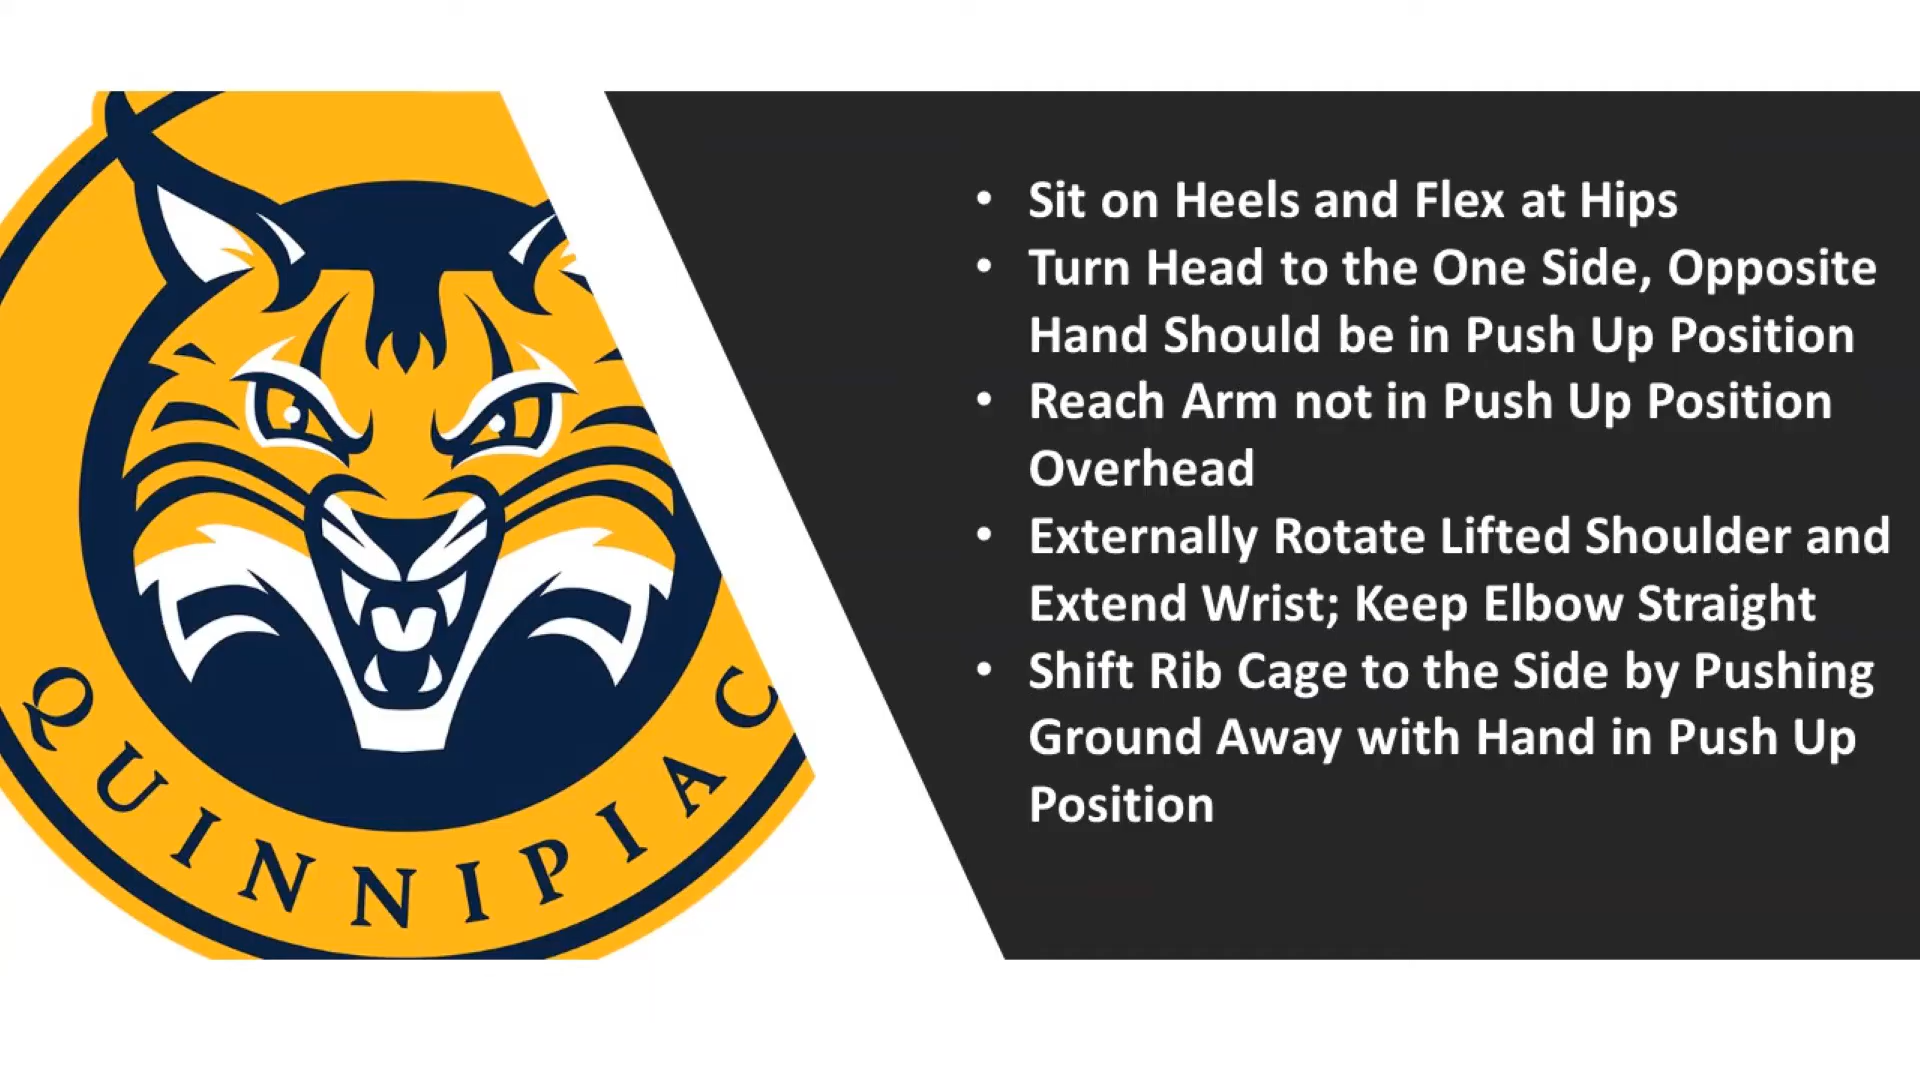 QUINNIPIAC
• Sit on Heels and Flex at Hips
• Turn Head to the One Side, Opposite
Hand Should be in Push Up Position
• Reach Arm not in Push Up Position
Overhead
• Externally Rotate Lifted Shoulder and
Extend Wrist; Keep Elbow Straight
• Shift Rib Cage to the Side by Pushing
Ground Away with Hand in Push Up
Position